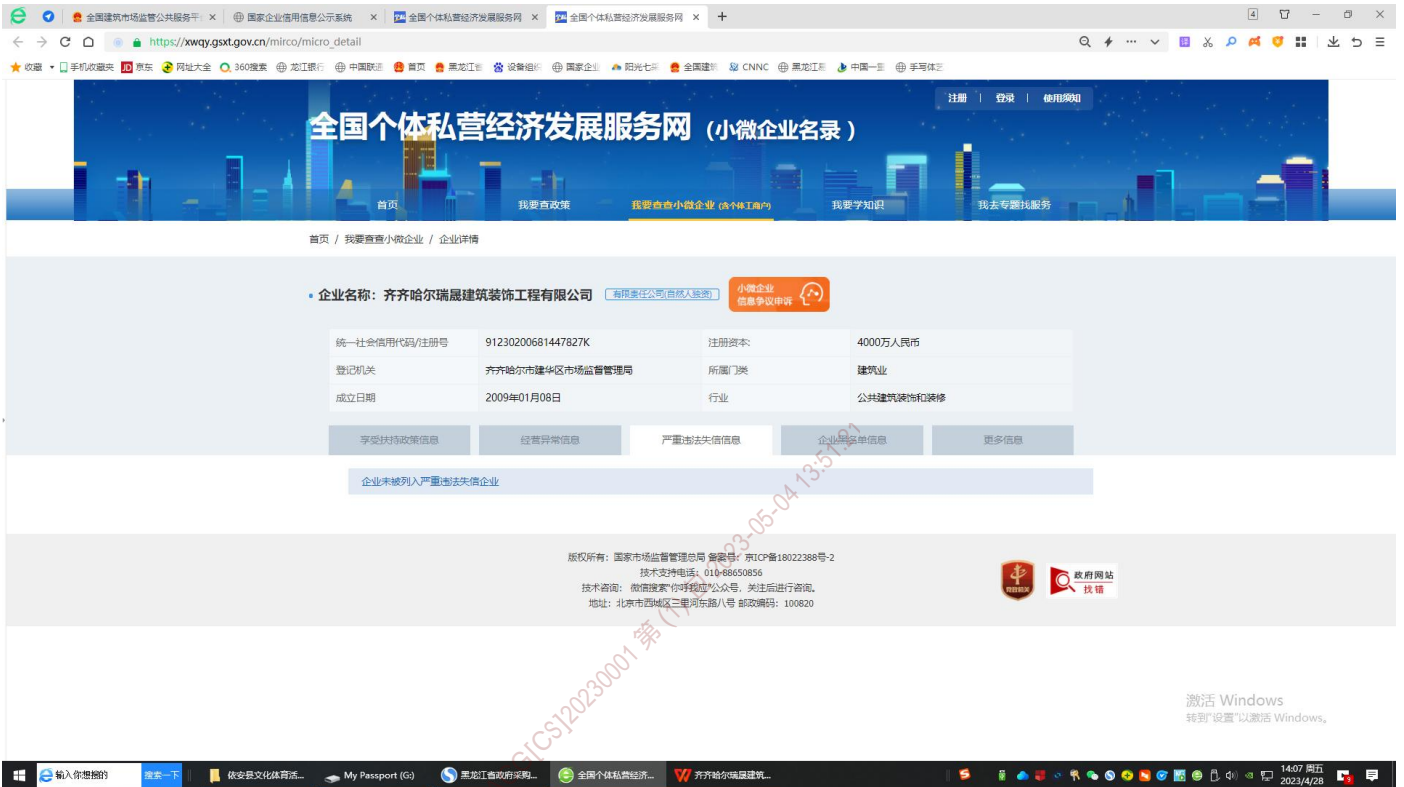 全国建筑市场监管公共服务平 国家企业信用信息公示系统 全国个体私营经济发展服务网 全国个体私营经济发展服务网
https://xwqy.gsxt.gov.cn/mirco/micro_detail
收藏 手机收藏夹 京东 网址大全 360搜索 龙江银行 中国联通 首页 黑龙江省 设备组织 国家企业 阳光七采 全国建筑 CNNC 黑龙江 中国一 手写体
注册 | 登录 | 使用须知
全国个体私营经济发展服务网 (小微企业名录)
首页 我要查政策 我要查查小微企业 (含个体工商户) 我要学知识 我去专题找服务
首页 / 我要查查小微企业 / 企业详情
企业名称: 齐齐哈尔瑞晟建筑装饰工程有限公司 有限责任公司(自然人独资) 小微企业
信息争议申诉
统一社会信用代码/注册号 91230200681447827K 注册资本: 4000万人民币
登记机关 齐齐哈尔市建华区市场监督管理局 所属门类 建筑业
成立日期 2009年01月08日 行业 公共建筑装饰和装修
享受扶持政策信息 经营异常信息 严重违法失信信息 企业黑名单信息 更多信息
企业未被列入严重违法失信企业
版权所有: 国家市场监督管理总局 备案号: 京ICP备18022388号-2
技术支持电话: 010-88650856
技术咨询: 微信搜索"你呼我应"公众号, 关注后进行咨询。
地址: 北京市西城区三里河东路八号 邮政编码: 100820
党政机关
政府网站
找错
[CS]20230001 第(1)包 2023-05-04 13:51:21
激活 Windows
转到"设置"以激活 Windows。
输入你想搜的 搜索一下 依安县文化体育活... My Passport (G:) 黑龙江省政府采购... 全国个体私营经济... 齐齐哈尔瑞晟建筑...
14:07 周五
2023/4/28